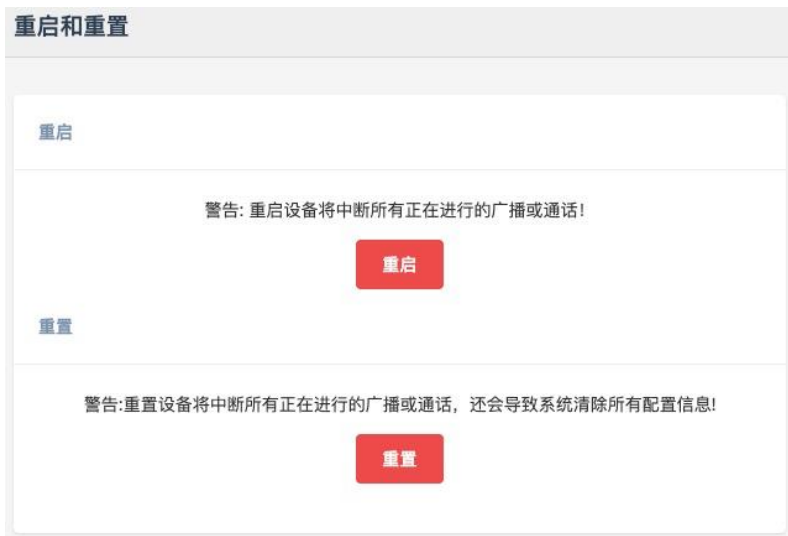 重启和重置
重启
警告: 重启设备将中断所有正在进行的广播或通话!
重启
重置
警告:重置设备将中断所有正在进行的广播或通话，还会导致系统清除所有配置信息!
重置